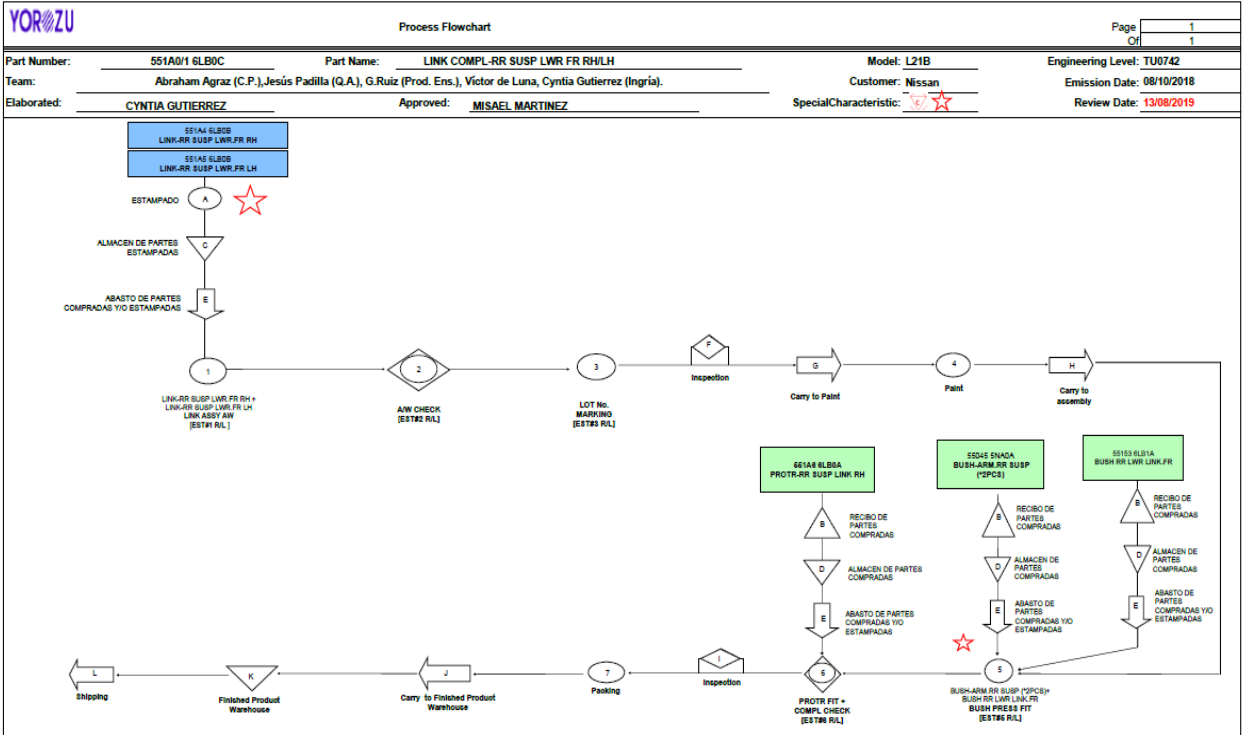 YOROZU
Process Flowchart
Page 1
Of 1
Part Number: 551A0/1 6LB0C Part Name: LINK COMPL-RR SUSP LWR FR RH/LH Model: L21B Engineering Level: TU0742
Team: Abraham Agraz (C.P.),Jesús Padilla (Q.A.), G.Ruiz (Prod. Ens.), Víctor de Luna, Cyntia Gutierrez (Ingría). Customer: Nissan Emission Date: 08/10/2018
Elaborated: CYNTIA GUTIERREZ Approved: MISAEL MARTINEZ SpecialCharacteristic: Review Date: 13/08/2019
551A4 6LB0B
LINK-RR SUSP LWR.FR RH
551A5 6LB0B
LINK-RR SUSP LWR.FR LH
ESTAMPADO
A
ALMACEN DE PARTES
ESTAMPADAS
C
ABASTO DE PARTES
COMPRADAS Y/O ESTAMPADAS
E
1
LINK-RR SUSP LWR.FR RH +
LINK-RR SUSP LWR.FR LH
LINK ASSY AW
[EST#1 R/L ]
2
A/W CHECK
[EST#2 R/L]
3
LOT No.
MARKING
[EST#3 R/L]
F
Inspection
G
Carry to Paint
4
Paint
H
Carry to
assembly
551A6 6LB0A
PROTR-RR SUSP LINK RH
B
RECIBO DE
PARTES
COMPRADAS
D
ALMACEN DE PARTES
COMPRADAS
E
ABASTO DE PARTES
COMPRADAS Y/O
ESTAMPADAS
55045 5NA0A
BUSH-ARM.RR SUSP
(*2PCS)
B
RECIBO DE
PARTES
COMPRADAS
D
ALMACEN DE
PARTES
COMPRADAS
E
ABASTO DE
PARTES
COMPRADAS Y/O
ESTAMPADAS
55153 6LB1A
BUSH RR LWR LINK.FR
B
RECIBO DE
PARTES
COMPRADAS
D
ALMACEN DE
PARTES
COMPRADAS
E
ABASTO DE
PARTES
COMPRADAS Y/O
ESTAMPADAS
L
Shipping
K
Finished Product
Warehouse
J
Carry to Finished Product
Warehouse
7
Packing
I
Inspection
6
PROTR FIT +
COMPL CHECK
[EST#6 R/L]
5
BUSH-ARM.RR SUSP (*2PCS)+
BUSH RR LWR LINK.FR
BUSH PRESS FIT
[EST#5 R/L]